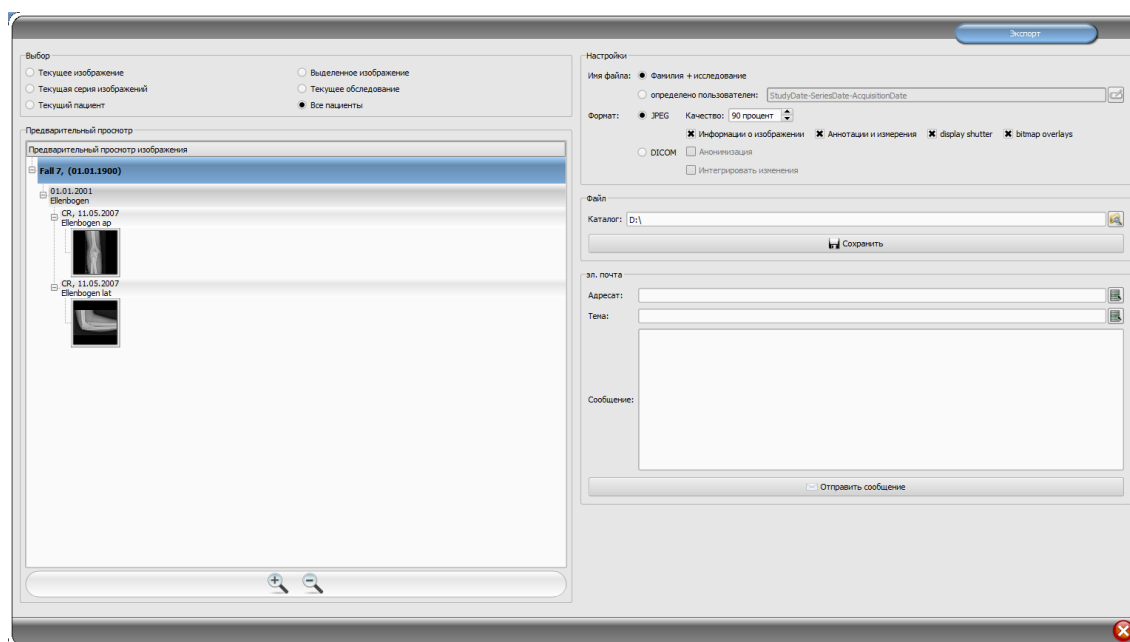 Экспорт
Выбор
Текущее изображение
Выделенное изображение
Текущая серия изображений
Текущее обследование
Текущий пациент
Все пациенты
Предварительный просмотр
Предварительный просмотр изображения
Fall 7, (01.01.1900)
01.01.2001
Ellenbogen
CR, 11.05.2007
Ellenbogen ap
CR, 11.05.2007
Ellenbogen lat
Настройки
Имя файла: Фамилия + исследование
определено пользователем: StudyDate-SeriesDate-AcquisitionDate
Формат: JPEG Качество: 90 процент
Информации о изображении Аннотации и измерения display shutter bitmap overlays
DICOM Анонимизация
Интегрировать изменения
Файл
Каталог: D:\
Сохранить
эл. почта
Адресат:
Тема:
Сообщение:
Отправить сообщение